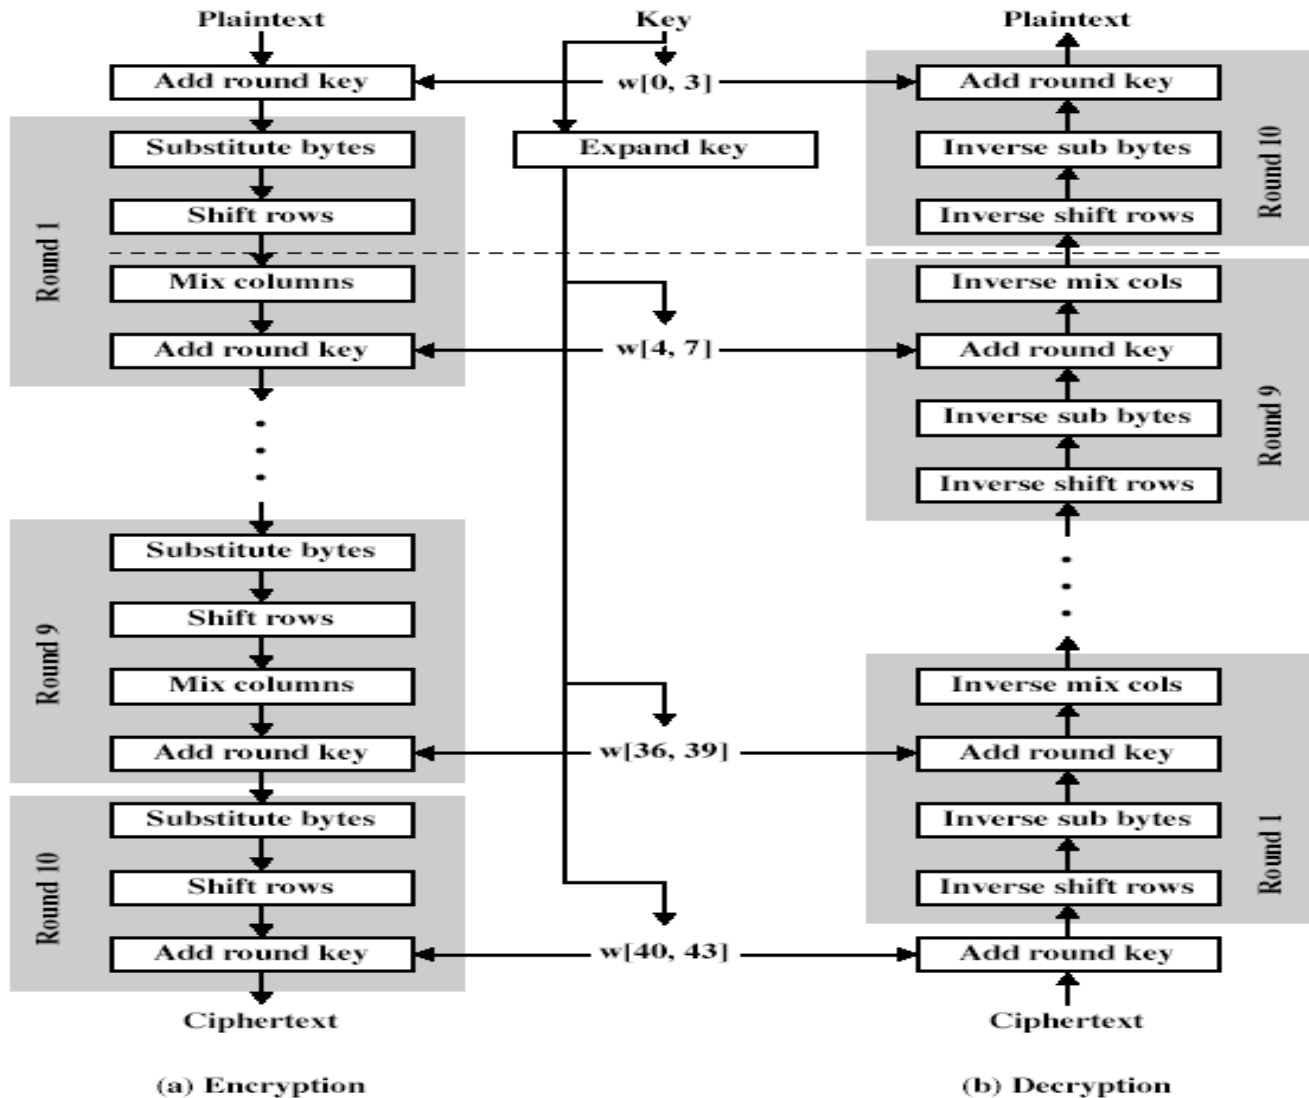 Plaintext
Add round key
Substitute bytes
Shift rows
Mix columns
Add round key
Round 1
Substitute bytes
Shift rows
Mix columns
Add round key
Round 9
Substitute bytes
Shift rows
Add round key
Round 10
Ciphertext
(a) Encryption
Key
w[0, 3]
Expand key
w[4, 7]
w[36, 39]
w[40, 43]
Plaintext
Add round key
Inverse sub bytes
Inverse shift rows
Round 10
Inverse mix cols
Add round key
Inverse sub bytes
Inverse shift rows
Round 9
Inverse mix cols
Add round key
Inverse sub bytes
Inverse shift rows
Round 1
Add round key
Ciphertext
(b) Decryption